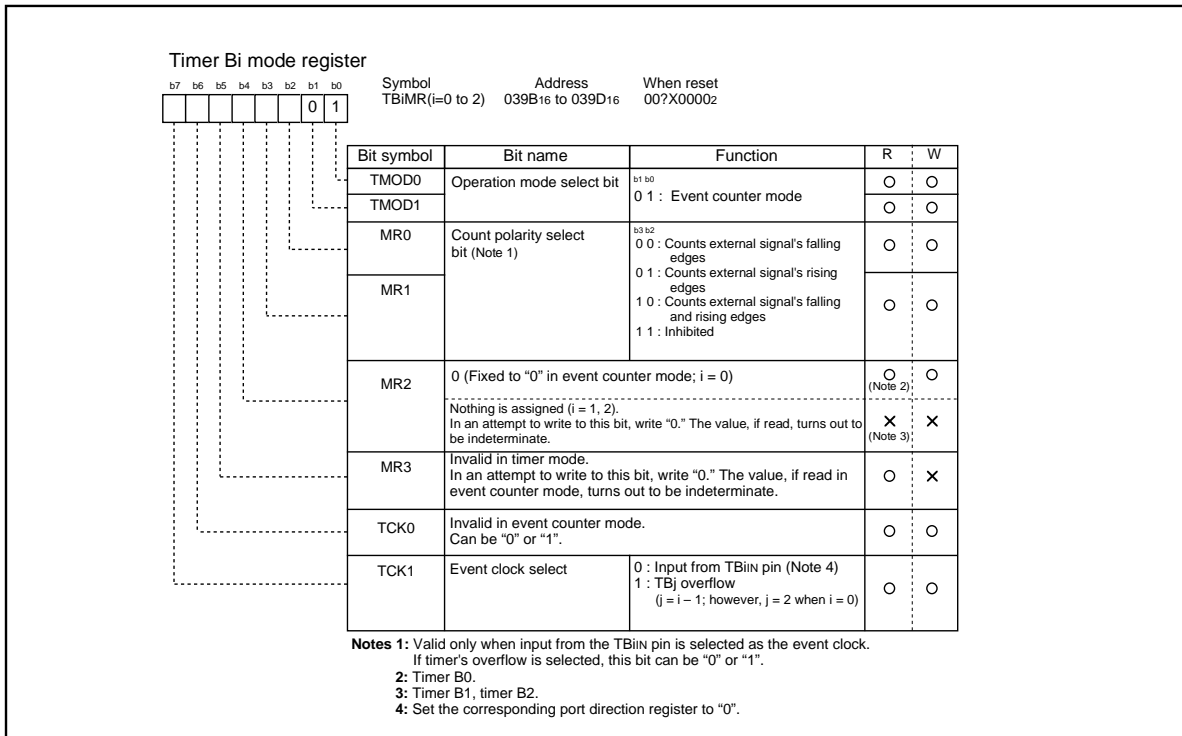 Timer Bi mode register
b7 b6 b5 b4 b3 b2 b1 b0
0 1
Symbol Address When reset
TBiMR(i=0 to 2) 039B16 to 039D16 00?X00002
Bit symbol Bit name Function R W
TMOD0 Operation mode select bit b1 b0
0 1 : Event counter mode
TMOD1
MR0 Count polarity select
bit (Note 1)
b3 b2
0 0 : Counts external signal's falling
edges
0 1 : Counts external signal's rising
edges
MR1
1 0 : Counts external signal's falling
and rising edges
1 1 : Inhibited
MR2 0 (Fixed to “0” in event counter mode; i = 0)
(Note 2)
Nothing is assigned (i = 1, 2).
In an attempt to write to this bit, write “0.” The value, if read, turns out to
be indeterminate.
(Note 3)
MR3 Invalid in timer mode.
In an attempt to write to this bit, write “0.” The value, if read in
event counter mode, turns out to be indeterminate.
TCK0 Invalid in event counter mode.
Can be “0” or “1”.
TCK1 Event clock select 0 : Input from TBiIN pin (Note 4)
1 : TBj overflow
(j = i – 1; however, j = 2 when i = 0)
Notes 1: Valid only when input from the TBiIN pin is selected as the event clock.
If timer's overflow is selected, this bit can be “0” or “1”.
2: Timer B0.
3: Timer B1, timer B2.
4: Set the corresponding port direction register to “0”.